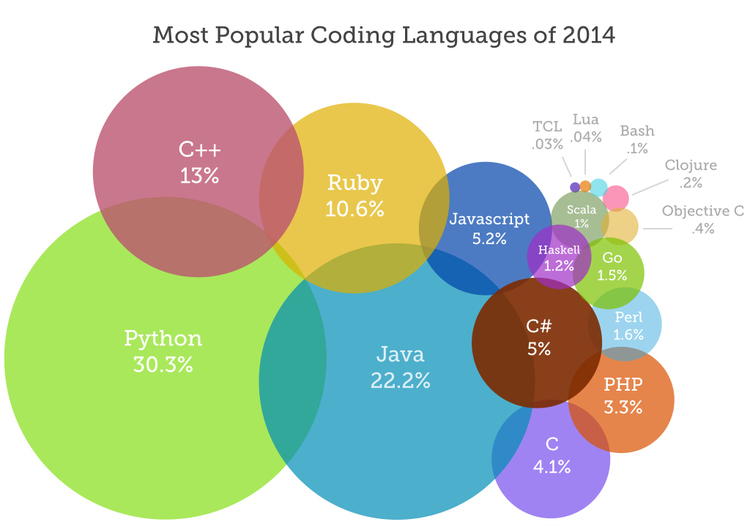 Most Popular Coding Languages of 2014
TCL
.03%
Lua
.04%
Bash
.1%
Clojure
.2%
Objective C
.4%
C++
13%
Ruby
10.6%
Javascript
5.2%
Scala
1%
Haskell
1.2%
Go
1.5%
Python
30.3%
Java
22.2%
C#
5%
Perl
1.6%
PHP
3.3%
C
4.1%